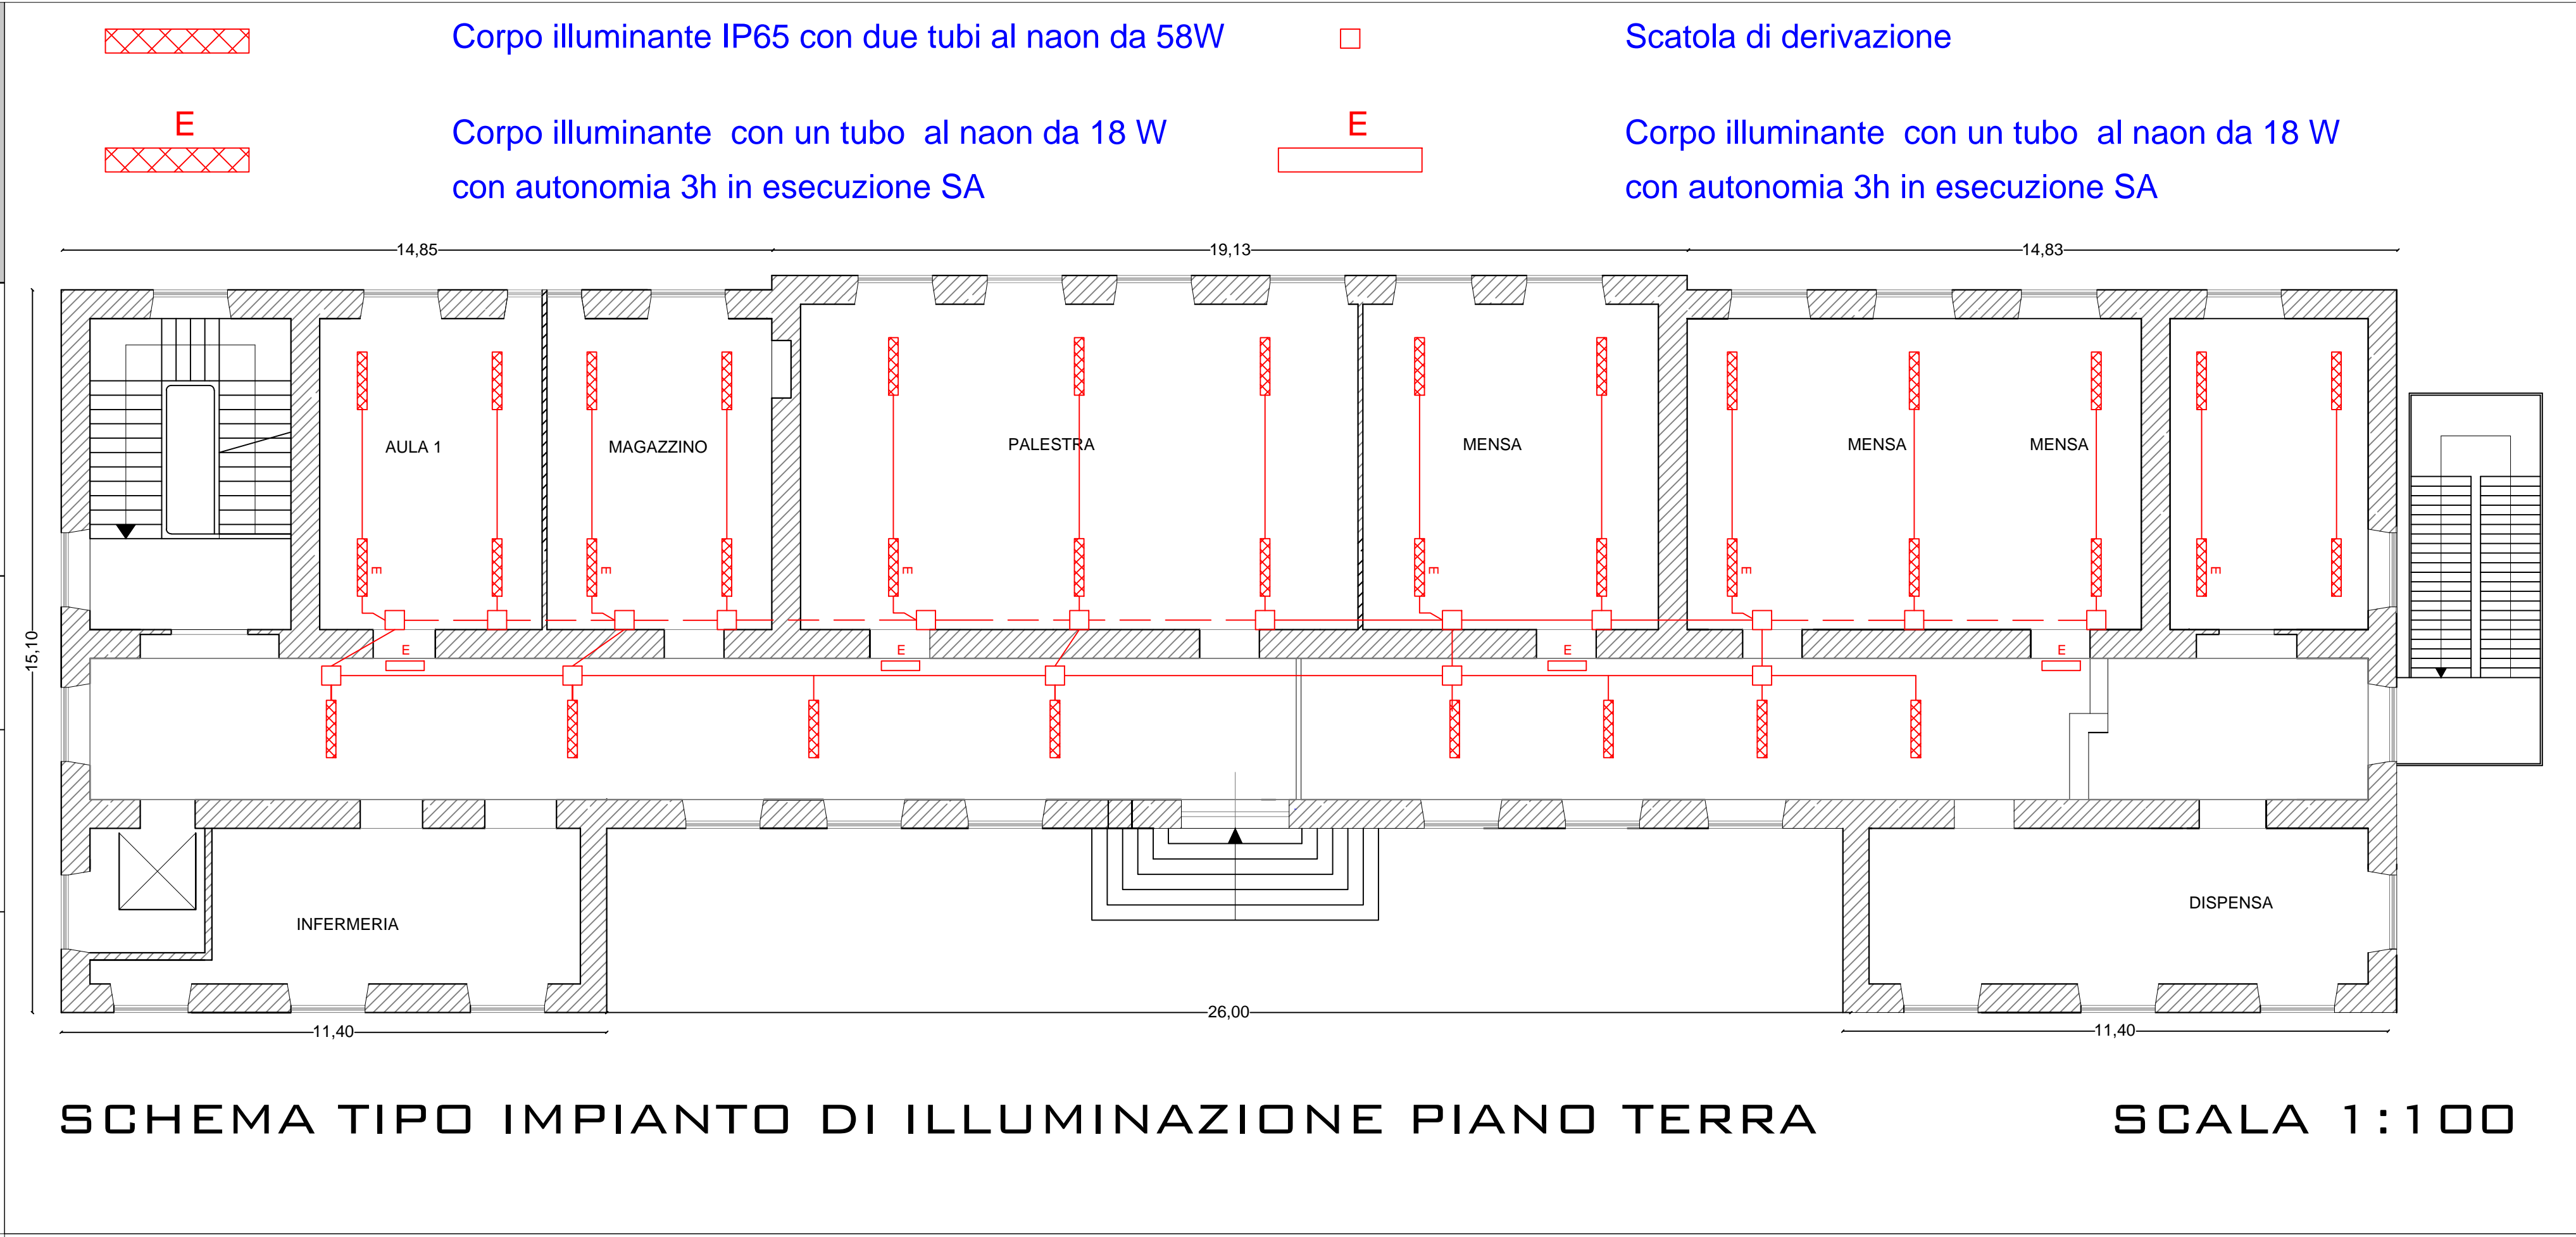 Corpo illuminante IP65 con due tubi al naon da 58W
Scatola di derivazione
E
Corpo illuminante con un tubo al naon da 18 W
con autonomia 3h in esecuzione SA
E
Corpo illuminante con un tubo al naon da 18 W
con autonomia 3h in esecuzione SA
14,85
19,13
14,83
AULA 1
MAGAZZINO
PALESTRA
MENSA
MENSA
MENSA
E
E
E
E
E
E
15,10
E
E
E
E
INFERMERIA
DISPENSA
11,40
26,00
11,40
SCHEMA TIPO IMPIANTO DI ILLUMINAZIONE PIANO TERRA
SCALA 1:100